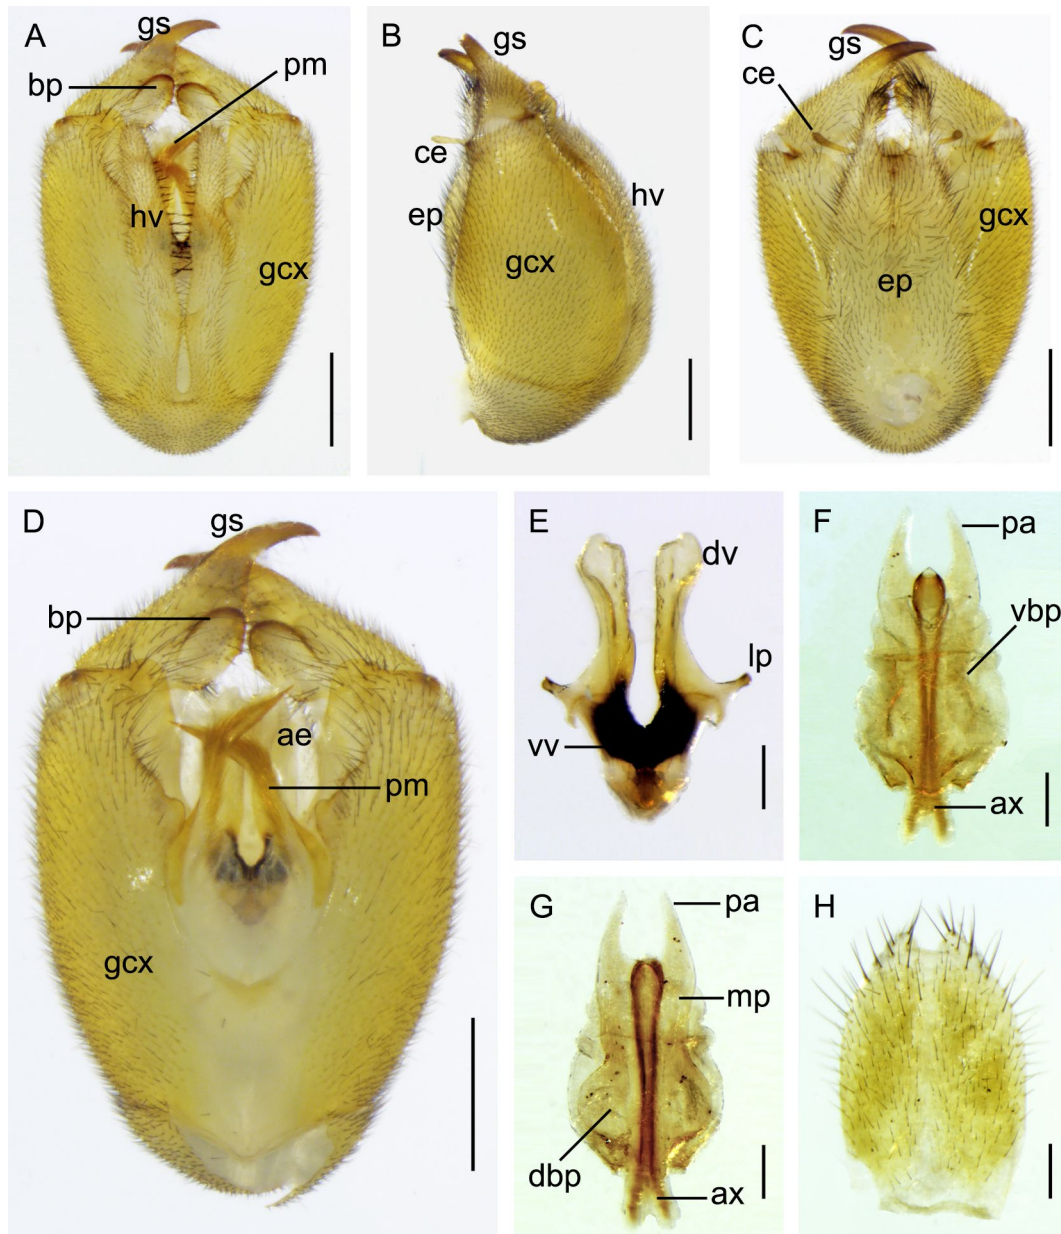 A
gs
bp
pm
hv
gcx
B
gs
ce
ep
hv
gcx
C
gs
ce
gcx
ep
D
gs
bp
ae
pm
gcx
E
dv
lp
vv
F
pa
vbp
ax
G
pa
mp
dbp
ax
H